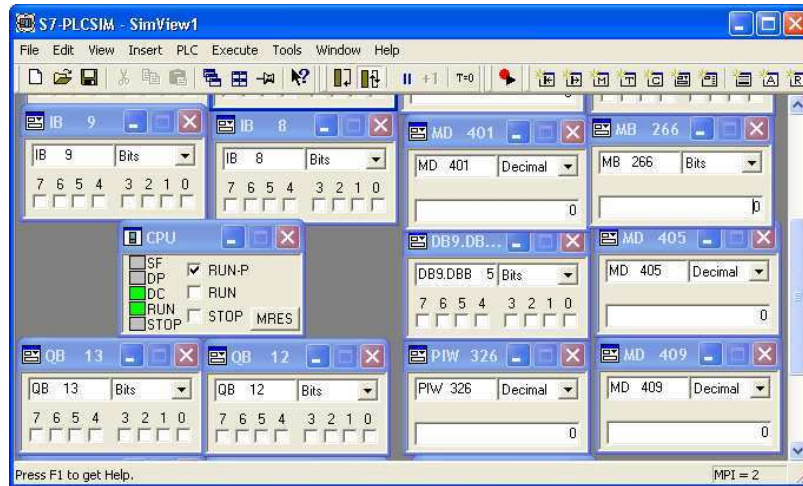 S7-PLCSIM - SimView1
File Edit View Insert PLC Execute Tools Window Help
+1 T=0 M T C A R
0
IB 9
IB 9 Bits
7 6 5 4 3 2 1 0
IB 8
IB 8 Bits
7 6 5 4 3 2 1 0
MD 401
MD 401 Decimal
0
MB 266
MB 266 Bits
0
CPU
SF
DP
DC
RUN
STOP
RUN-P
RUN
STOP MRES
DB9.DB...
DB9.DBB 5 Bits
7 6 5 4 3 2 1 0
MD 405
MD 405 Decimal
0
QB 13
QB 13 Bits
7 6 5 4 3 2 1 0
QB 12
QB 12 Bits
7 6 5 4 3 2 1 0
PIW 326
PIW 326 Decimal
0
MD 409
MD 409 Decimal
0
Press F1 to get Help. MPI = 2